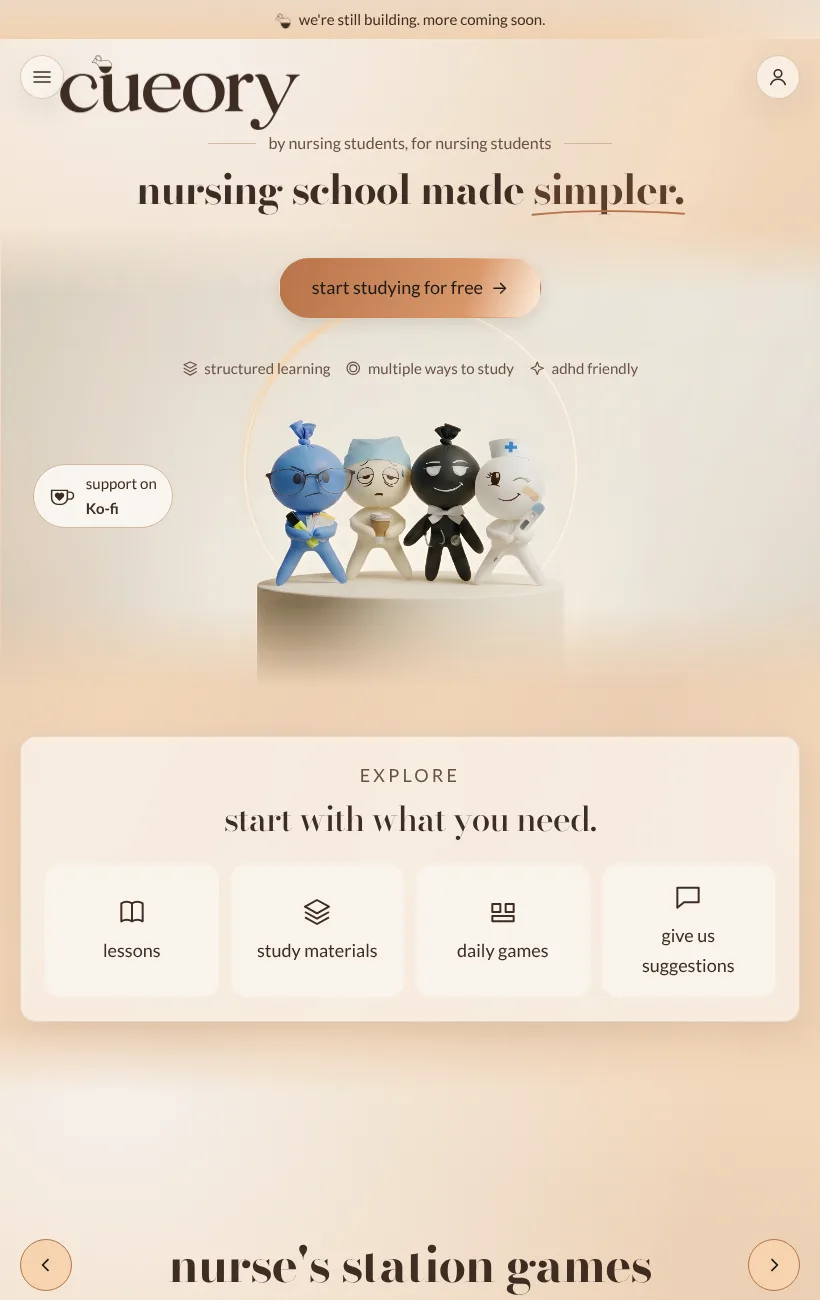 we're still building. more coming soon.
cueory
by nursing students, for nursing students
nursing school made simpler.
start studying for free →
structured learning multiple ways to study adhd friendly
support on
Ko-fi
EXPLORE
start with what you need.
lessons
study materials
daily games
give us
suggestions
nurse's station games